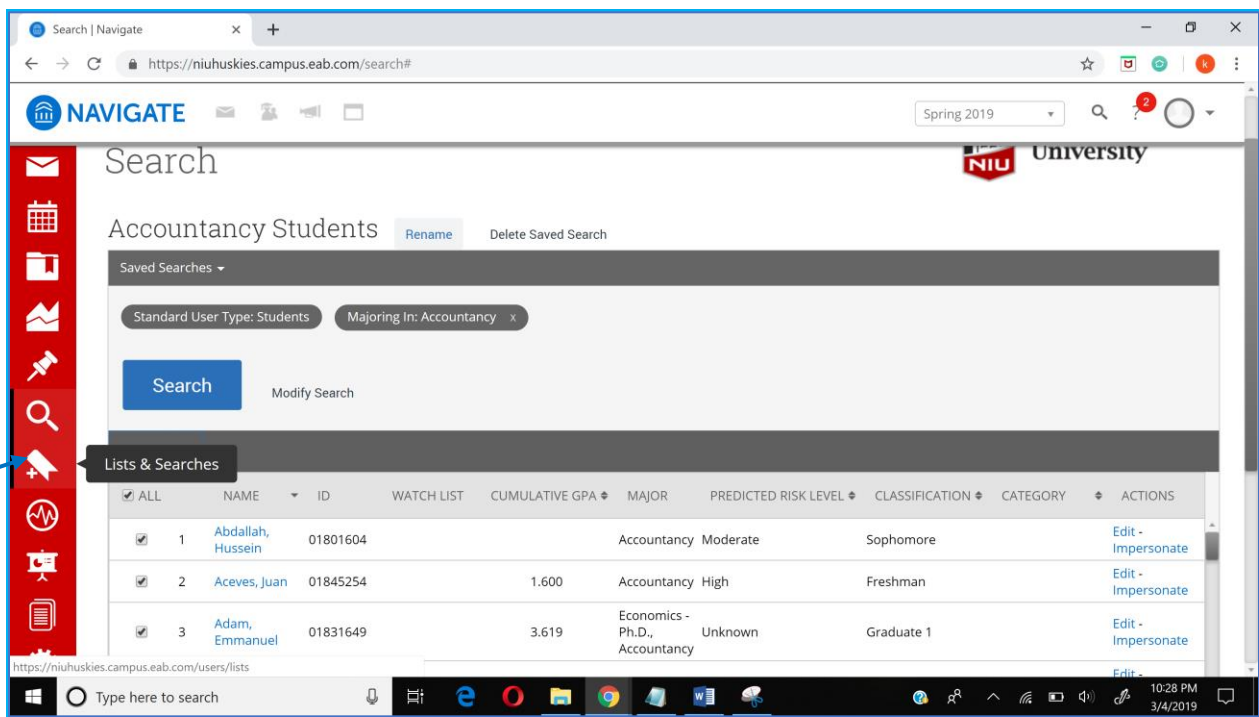 Search | Navigate
https://niuhuskies.campus.eab.com/search#
k
NAVIGATE
Spring 2019
? 2
Search
NIU University
Accountancy Students Rename Delete Saved Search
Saved Searches
Standard User Type: Students Majoring In: Accountancy x
Search Modify Search
Lists & Searches
ALL NAME ID WATCH LIST CUMULATIVE GPA MAJOR PREDICTED RISK LEVEL CLASSIFICATION CATEGORY ACTIONS
1 Abdallah, Hussein 01801604 Accountancy Moderate Sophomore Edit - Impersonate
2 Aceves, Juan 01845254 1.600 Accountancy High Freshman Edit - Impersonate
3 Adam, Emmanuel 01831649 3.619 Economics - Ph.D., Accountancy Unknown Graduate 1 Edit - Impersonate
Edit -
https://niuhuskies.campus.eab.com/users/lists
Type here to search
10:28 PM
3/4/2019